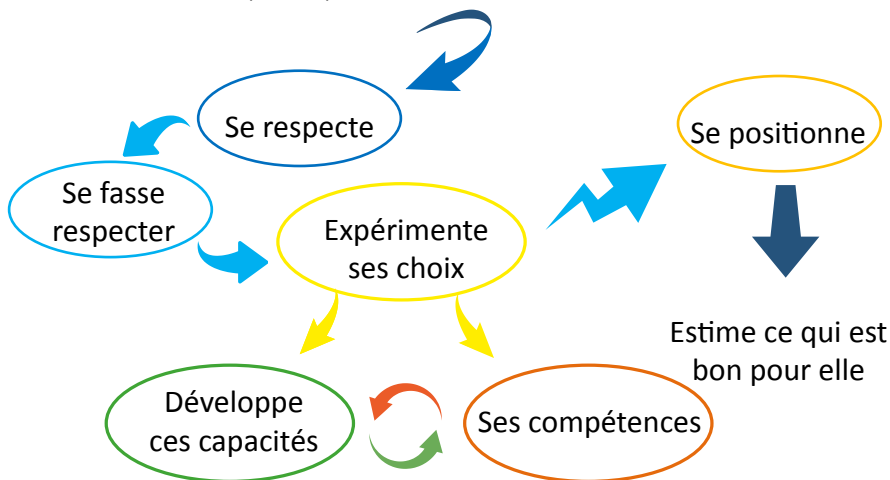 Se respecte
Se positionne
Se fasse
respecter
Expérimente
ses choix
Estime ce qui est
bon pour elle
Développe
ces capacités
Ses compétences